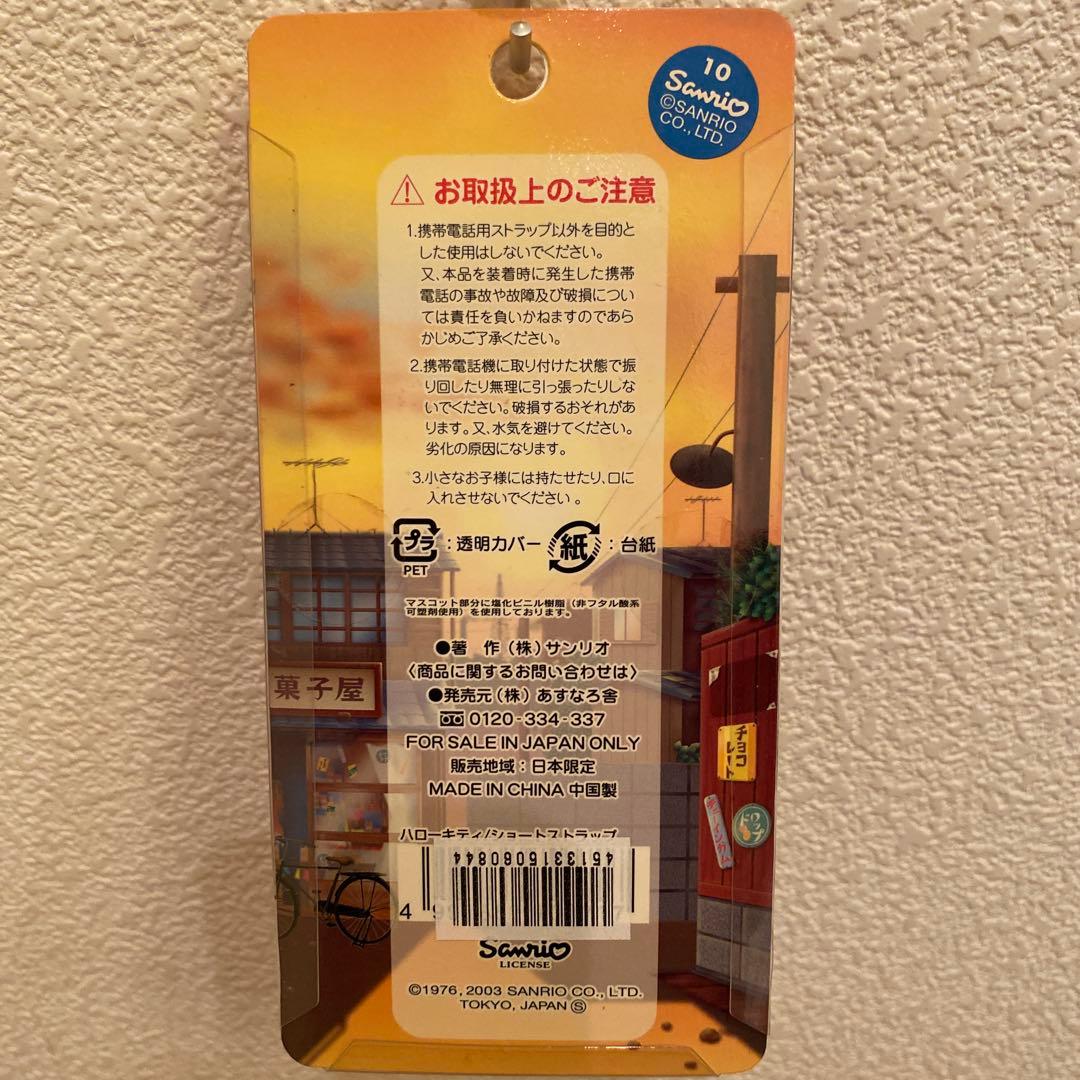 10
Sanrio
©SANRIO
CO., LTD.
お取扱上のご注意
1.携帯電話用ストラップ以外を目的と
した使用はしないでください。
又、本品を装着時に発生した携帯
電話の事故や故障及び破損につい
ては責任を負いかねますのであら
かじめご了承ください。
2.携帯電話機に取り付けた状態で振
り回したり無理に引っ張ったりしな
いでください。破損するおそれがあ
ります。又、水気を避けてください。
劣化の原因になります。
3.小さなお子様には持たせたり、口に
入れさせないでください。
プラ PET :透明カバー 紙 :台紙
マスコット部分に塩化ビニル樹脂（非フタル酸系
可塑剤使用）を使用しております。
●著 作（株）サンリオ
〈商品に関するお問い合わせは〉
●発売元（株）あすなろ舎
0120-334-337
FOR SALE IN JAPAN ONLY
販売地域:日本限定
MADE IN CHINA 中国製
ハローキティ/ショートストラップ
4513315060844
Sanrio
LICENSE
©1976, 2003 SANRIO CO., LTD.
TOKYO, JAPAN Ⓢ
菓子屋
チョコレート
ドロップ